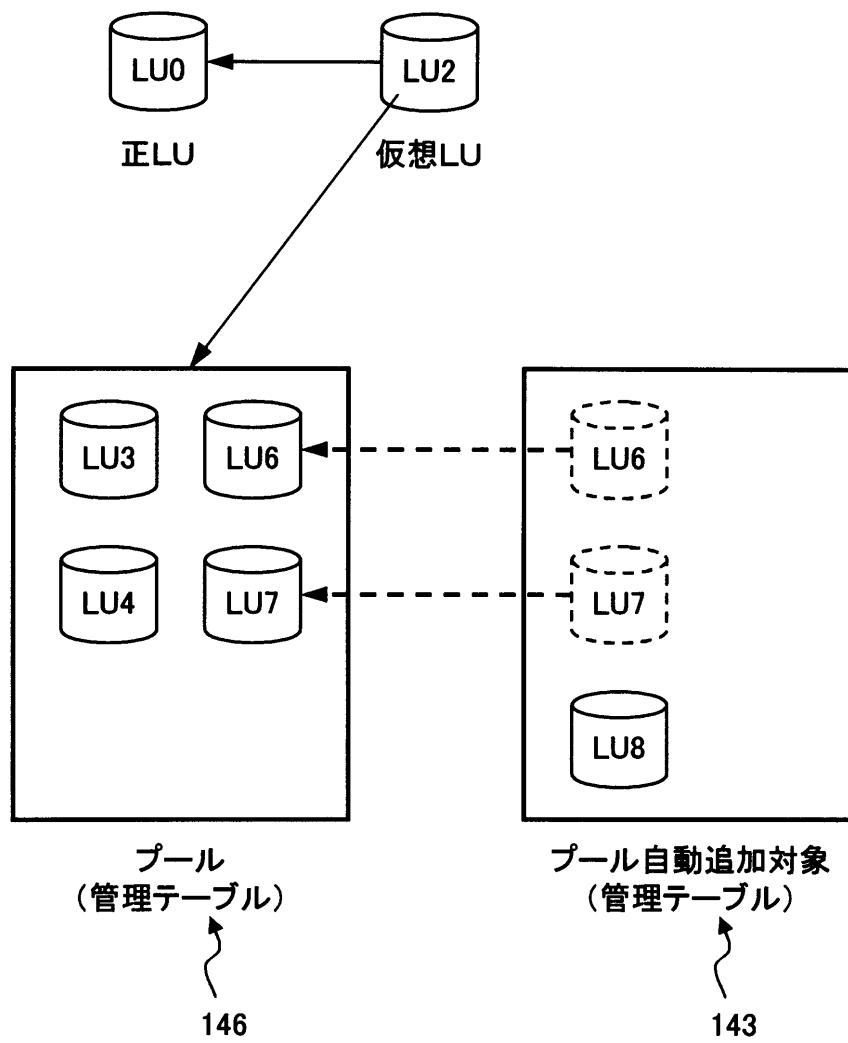 LU0
LU2
正LU
仮想LU
LU3
LU6
LU6
LU4
LU7
LU7
LU8
プール
(管理テーブル)
プール自動追加対象
(管理テーブル)
146
143